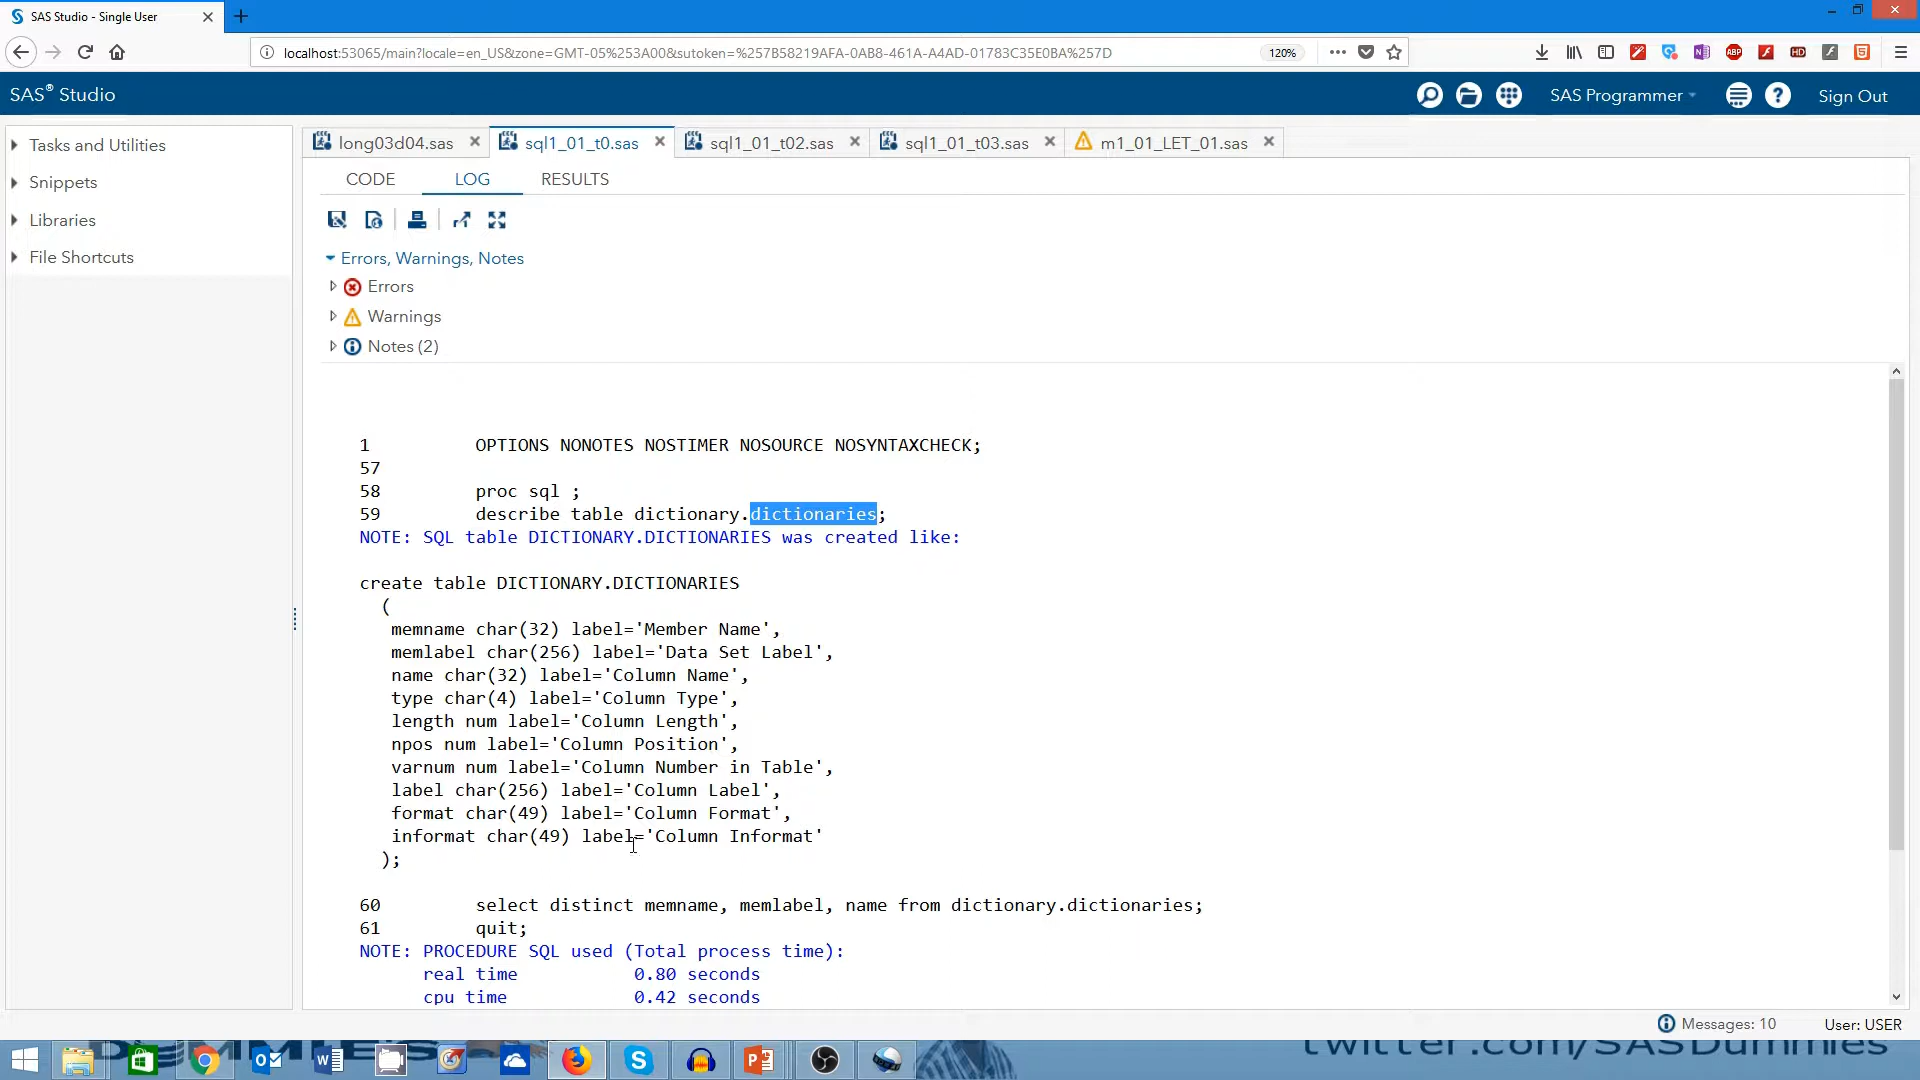 SAS Studio - Single User
localhost:53065/main?locale=en_US&zone=GMT-05%253A00&sutoken=%257B58219AFA-0AB8-461A-A4AD-01783C35E0BA%257D
120%
ABP
HD
SAS® Studio
SAS Programmer
Sign Out
Tasks and Utilities
Snippets
Libraries
File Shortcuts
long03d04.sas
sql1_01_t0.sas
sql1_01_t02.sas
sql1_01_t03.sas
m1_01_LET_01.sas
CODE
LOG
RESULTS
Errors, Warnings, Notes
Errors
Warnings
Notes (2)
1 OPTIONS NONOTES NOSTIMER NOSOURCE NOSYNTAXCHECK;
57
58 proc sql ;
59 describe table dictionary.dictionaries;
NOTE: SQL table DICTIONARY.DICTIONARIES was created like:
create table DICTIONARY.DICTIONARIES
(
memname char(32) label='Member Name',
memlabel char(256) label='Data Set Label',
name char(32) label='Column Name',
type char(4) label='Column Type',
length num label='Column Length',
npos num label='Column Position',
varnum num label='Column Number in Table',
label char(256) label='Column Label',
format char(49) label='Column Format',
informat char(49) label='Column Informat'
);
60 select distinct memname, memlabel, name from dictionary.dictionaries;
61 quit;
NOTE: PROCEDURE SQL used (Total process time):
real time 0.80 seconds
cpu time 0.42 seconds
Messages: 10
User: USER
twitter.com/SASDummies